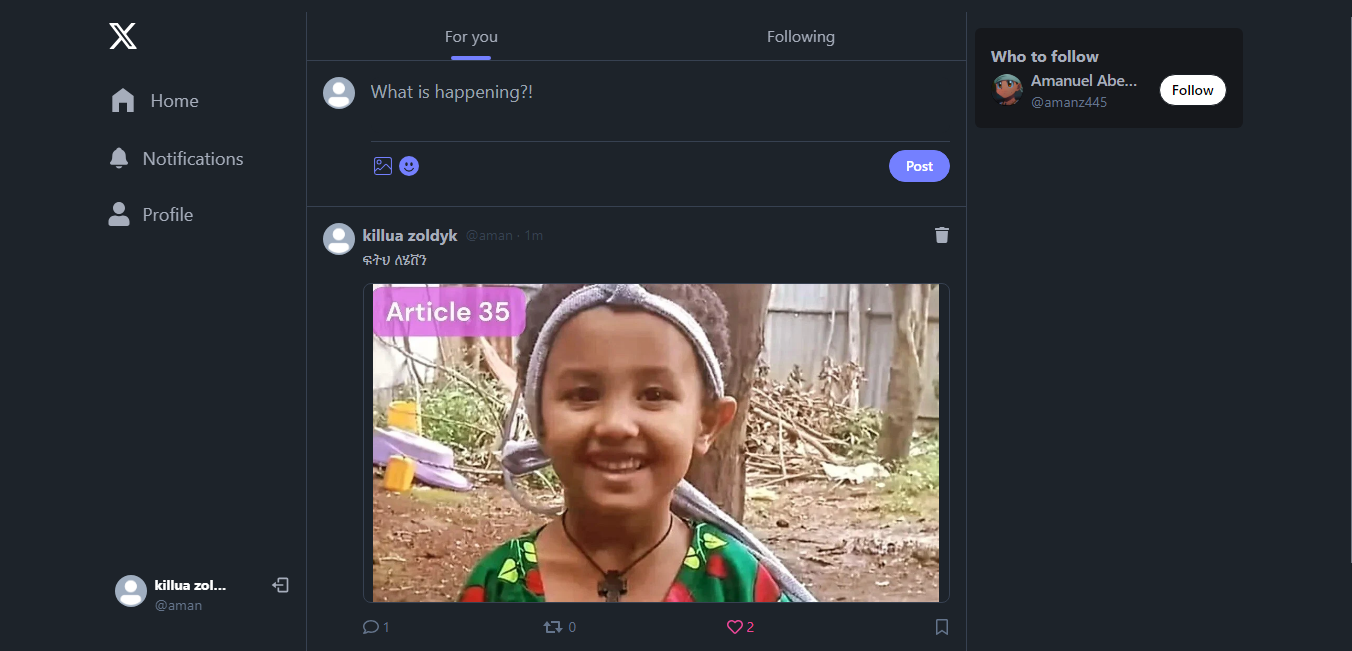 For you
Following
Home
Notifications
Profile
What is happening?!
Post
killua zoldyk @aman · 1m
ፍትህ ለሄቨን
Article 35
1
0
2
killua zol...
@aman
Who to follow
Amanuel Abe...
@amanz445
Follow